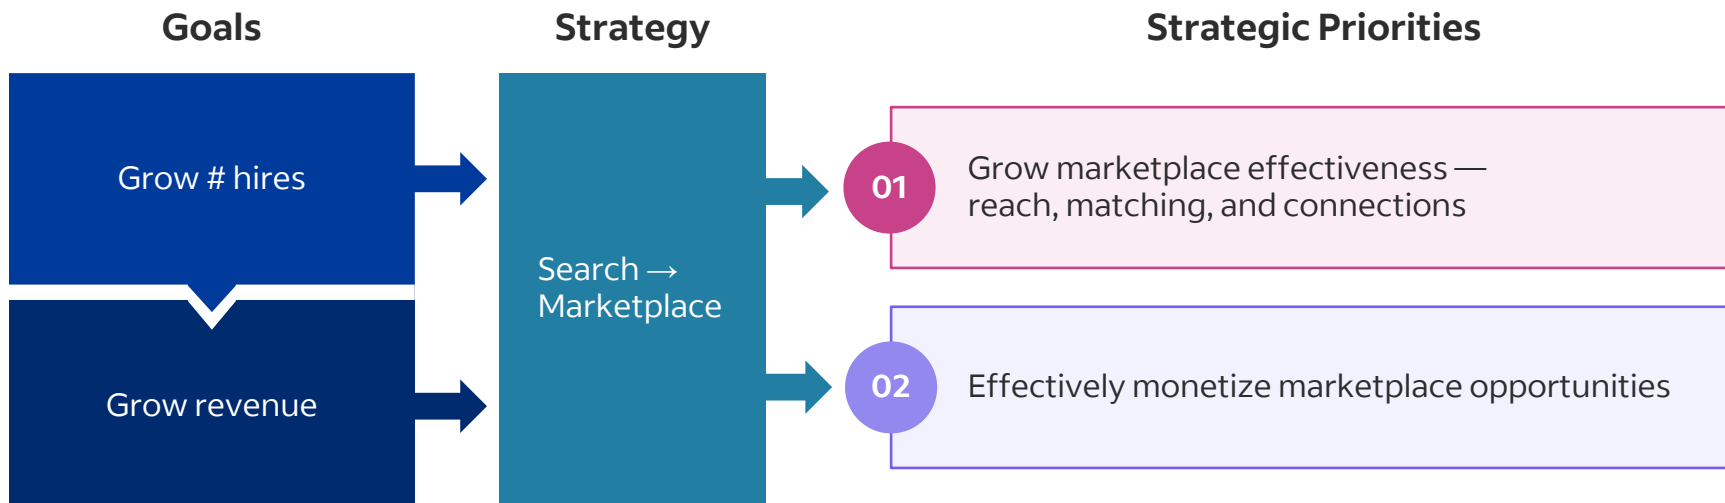 Goals
Strategy
Strategic Priorities
Grow # hires
Grow revenue
Search →
Marketplace
01
Grow marketplace effectiveness —
reach, matching, and connections
02
Effectively monetize marketplace opportunities